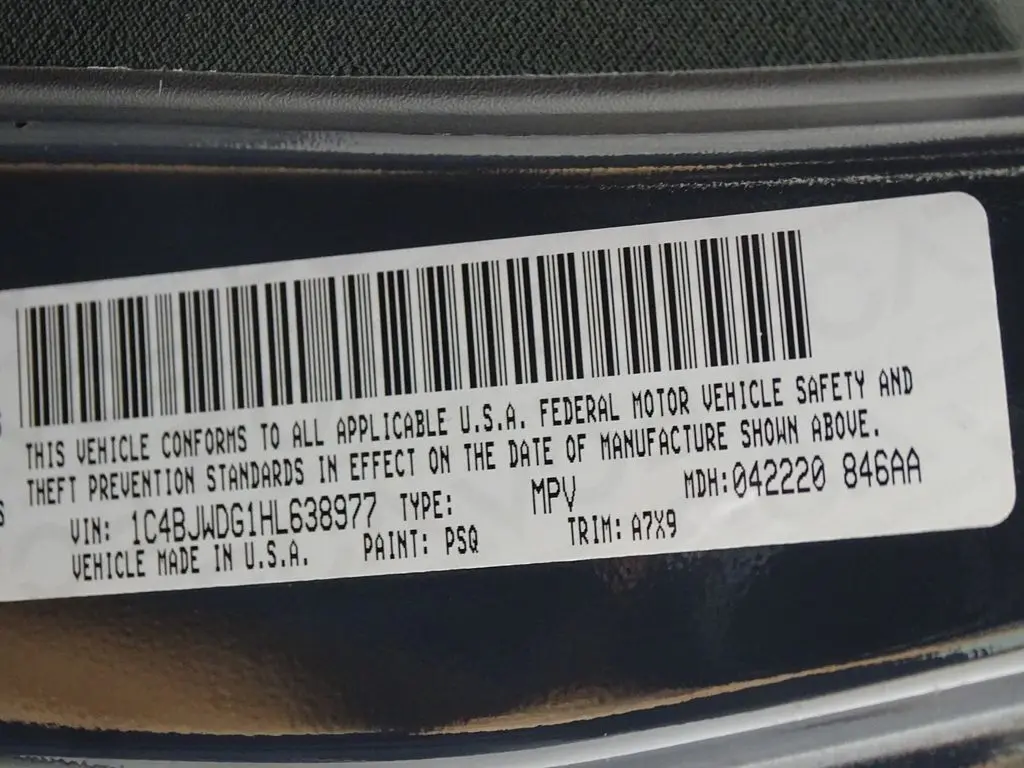 THIS VEHICLE CONFORMS TO ALL APPLICABLE U.S.A. FEDERAL MOTOR VEHICLE SAFETY AND
THEFT PREVENTION STANDARDS IN EFFECT ON THE DATE OF MANUFACTURE SHOWN ABOVE.
VIN: 1C4BJWDG1HL638977 TYPE: MPV MDH:042220 846AA
VEHICLE MADE IN U.S.A. PAINT: PSQ TRIM: A7X9